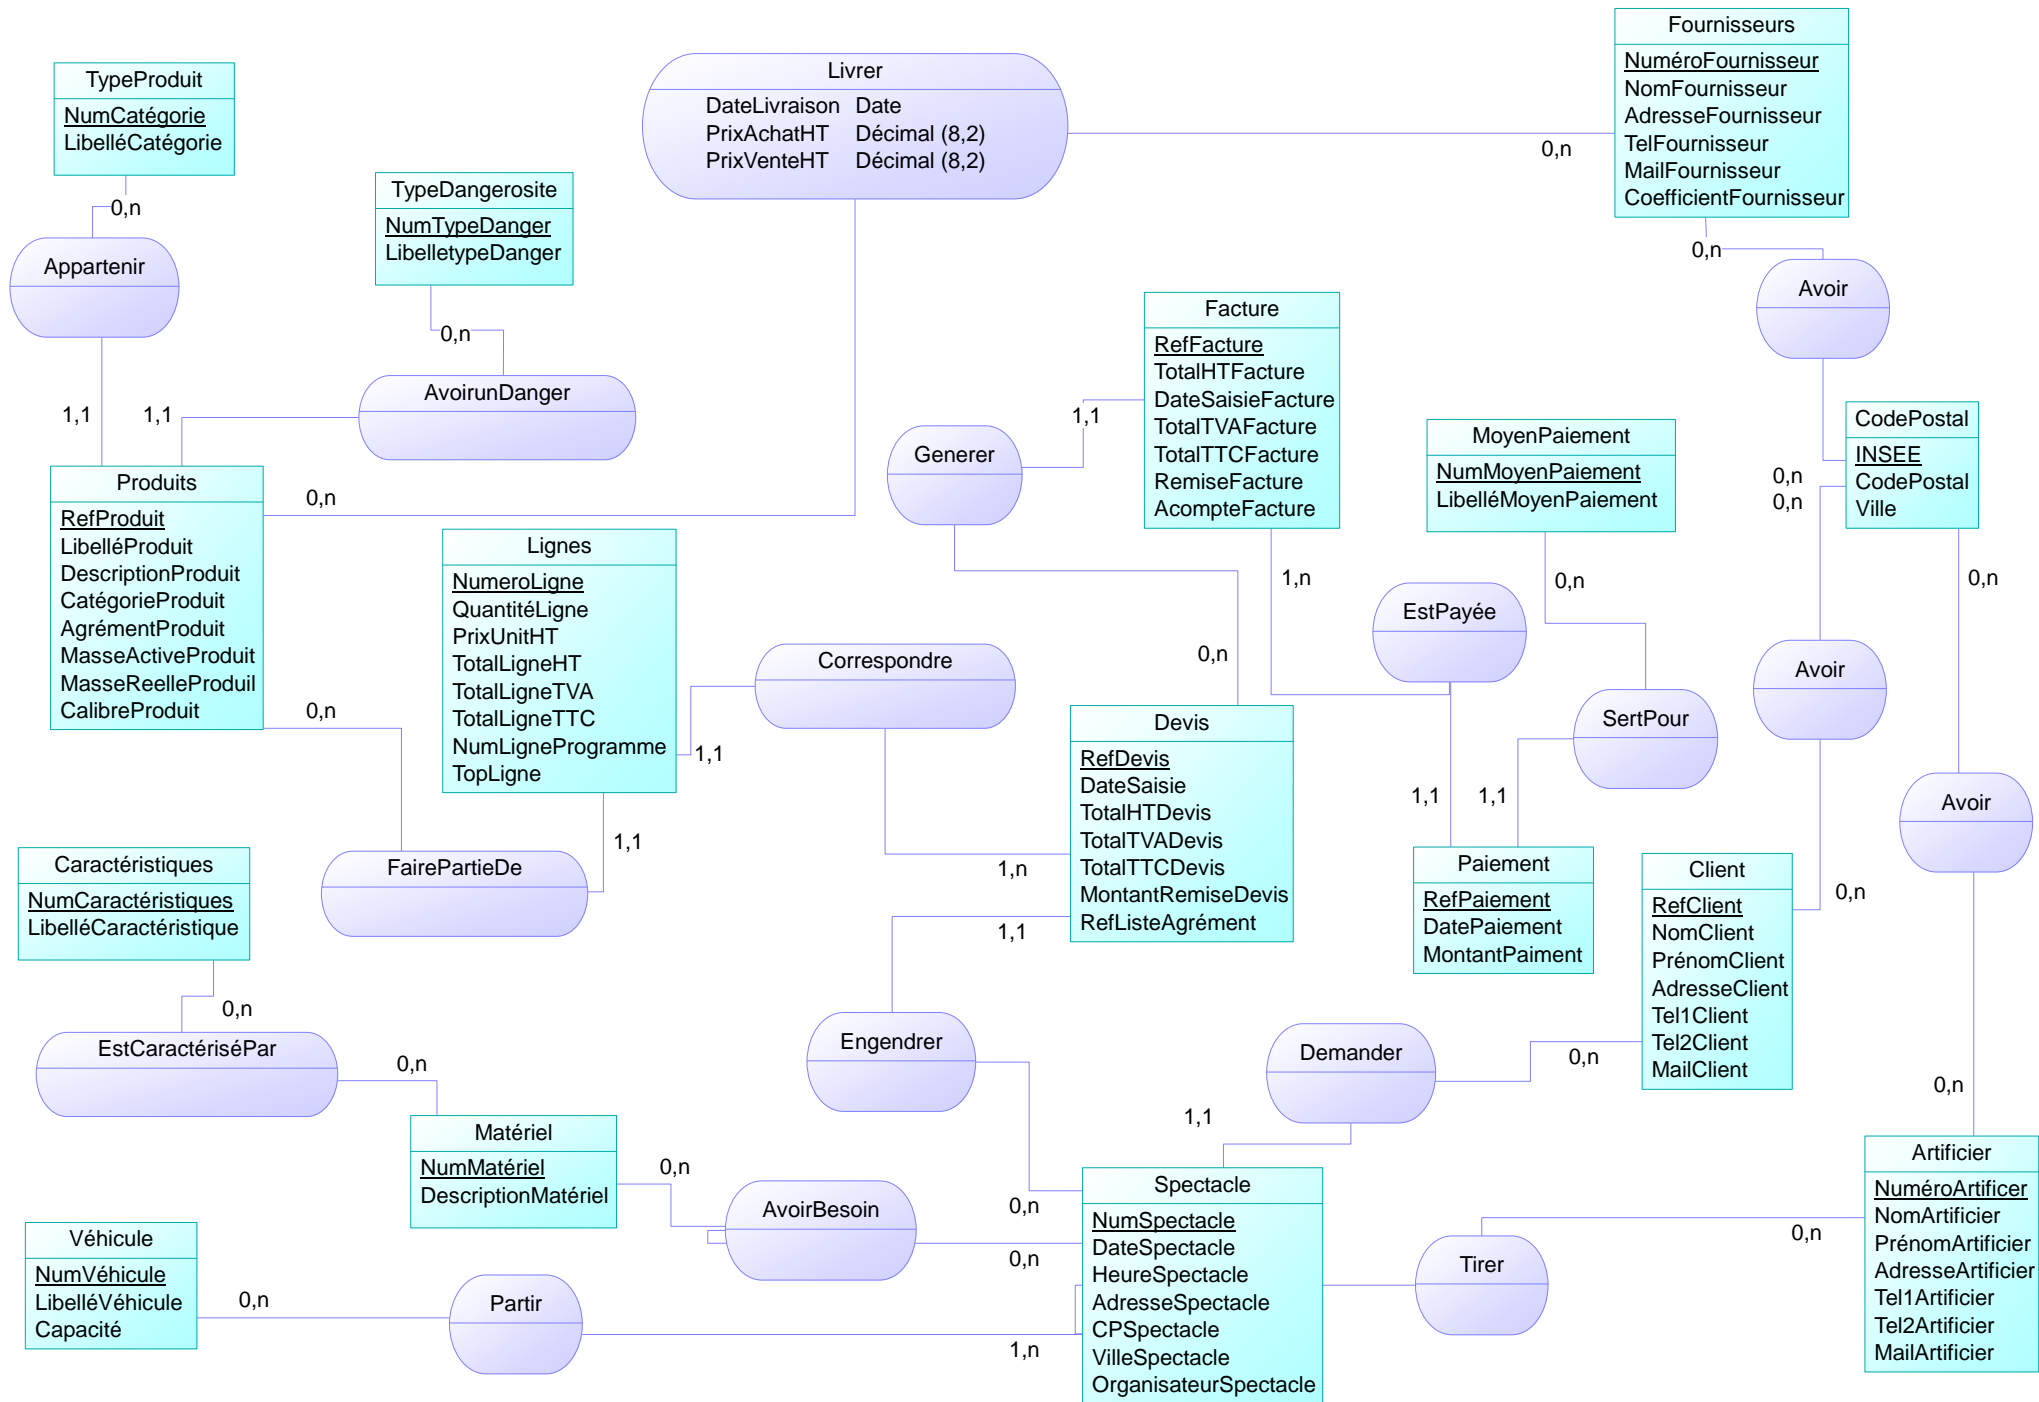 Fournisseurs
NuméroFournisseur
NomFournisseur
AdresseFournisseur
TelFournisseur
MailFournisseur
CoefficientFournisseur
Livrer
DateLivraison Date
PrixAchatHT Décimal (8,2)
PrixVenteHT Décimal (8,2)
0,n
TypeProduit
NumCatégorie
LibelléCatégorie
0,n
TypeDangerosite
NumTypeDanger
LibelletypeDanger
0,n
Appartenir
1,1
AvoirunDanger
1,1
0,n
Avoir
0,n
Facture
RefFacture
TotalHTFacture
DateSaisieFacture
TotalTVAFacture
TotalTTCFacture
RemiseFacture
AcompteFacture
1,1
Generer
MoyenPaiement
NumMoyenPaiement
LibelléMoyenPaiement
CodePostal
INSEE
CodePostal
Ville
0,n
0,n
Produits
RefProduit
LibelléProduit
DescriptionProduit
CatégorieProduit
AgrémentProduit
MasseActiveProduit
MasseReelleProduil
CalibreProduit
0,n
0,n
Lignes
NumeroLigne
QuantitéLigne
PrixUnitHT
TotalLigneHT
TotalLigneTVA
TotalLigneTTC
NumLigneProgramme
TopLigne
1,1
1,1
Correspondre
1,n
0,n
EstPayée
1,n
0,n
0,n
Avoir
SertPour
1,1
1,1
Devis
RefDevis
DateSaisie
TotalHTDevis
TotalTVADevis
TotalTTCDevis
MontantRemiseDevis
RefListeAgrément
1,n
1,1
Avoir
FairePartieDe
Caractéristiques
NumCaractéristiques
LibelléCaractéristique
0,n
Paiement
RefPaiement
DatePaiement
MontantPaiment
Client
RefClient
NomClient
PrénomClient
AdresseClient
Tel1Client
Tel2Client
MailClient
0,n
0,n
EstCaractériséPar
0,n
Engendrer
Demander
1,1
0,n
Matériel
NumMatériel
DescriptionMatériel
0,n
AvoirBesoin
0,n
0,n
Spectacle
NumSpectacle
DateSpectacle
HeureSpectacle
AdresseSpectacle
CPSpectacle
VilleSpectacle
OrganisateurSpectacle
Artificier
NuméroArtificer
NomArtificier
PrénomArtificier
AdresseArtificier
Tel1Artificier
Tel2Artificier
MailArtificier
0,n
Tirer
Véhicule
NumVéhicule
LibelléVéhicule
Capacité
0,n
Partir
1,n